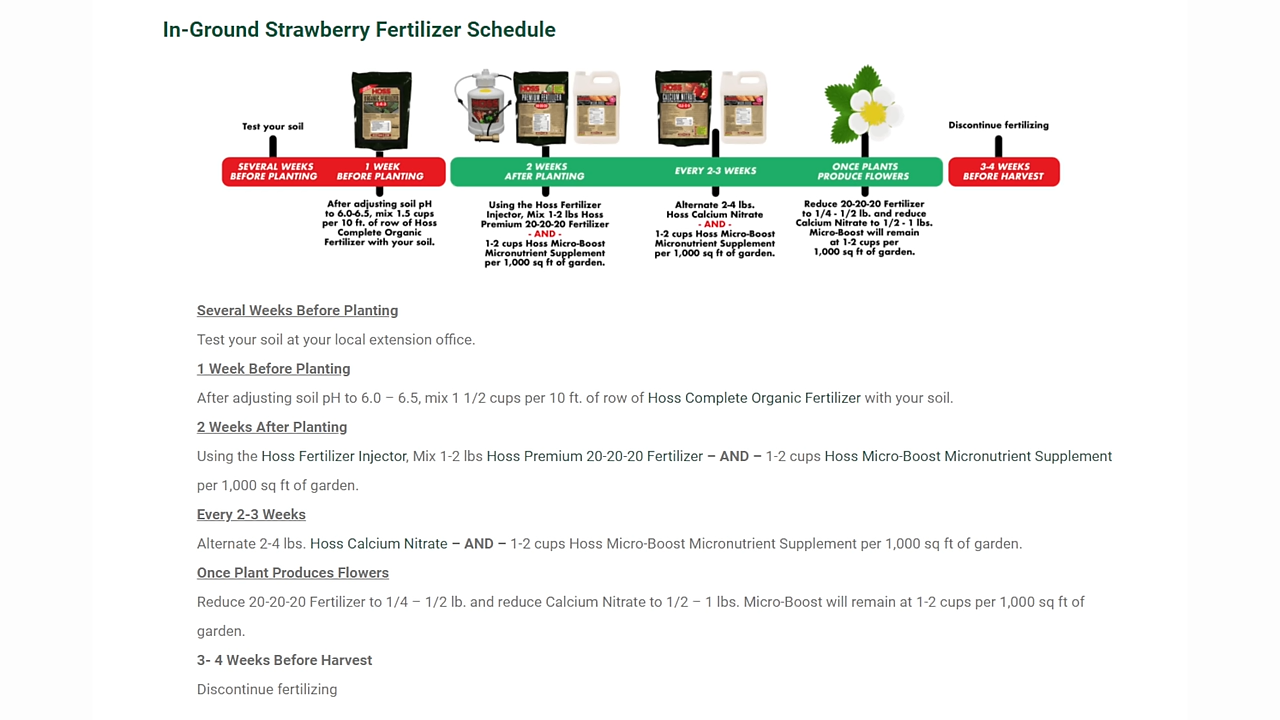 In-Ground Strawberry Fertilizer Schedule
Test your soil
Discontinue fertilizing
SEVERAL WEEKS
BEFORE PLANTING
1 WEEK
BEFORE PLANTING
2 WEEKS
AFTER PLANTING
EVERY 2-3 WEEKS
ONCE PLANTS
PRODUCE FLOWERS
3-4 WEEKS
BEFORE HARVEST
After adjusting soil pH
to 6.0-6.5, mix 1.5 cups
per 10 ft. of row of Hoss
Complete Organic
Fertilizer with your soil.
Using the Hoss Fertilizer
Injector, Mix 1-2 lbs Hoss
Premium 20-20-20 Fertilizer
- AND -
1-2 cups Hoss Micro-Boost
Micronutrient Supplement
per 1,000 sq ft of garden.
Alternate 2-4 lbs.
Hoss Calcium Nitrate
- AND -
1-2 cups Hoss Micro-Boost
Micronutrient Supplement
per 1,000 sq ft of garden.
Reduce 20-20-20 Fertilizer
to 1/4 - 1/2 lb. and reduce
Calcium Nitrate to 1/2 - 1 lbs.
Micro-Boost will remain
at 1-2 cups per
1,000 sq ft of garden.
Several Weeks Before Planting
Test your soil at your local extension office.
1 Week Before Planting
After adjusting soil pH to 6.0 – 6.5, mix 1 1/2 cups per 10 ft. of row of Hoss Complete Organic Fertilizer with your soil.
2 Weeks After Planting
Using the Hoss Fertilizer Injector, Mix 1-2 lbs Hoss Premium 20-20-20 Fertilizer – AND – 1-2 cups Hoss Micro-Boost Micronutrient Supplement
per 1,000 sq ft of garden.
Every 2-3 Weeks
Alternate 2-4 lbs. Hoss Calcium Nitrate – AND – 1-2 cups Hoss Micro-Boost Micronutrient Supplement per 1,000 sq ft of garden.
Once Plant Produces Flowers
Reduce 20-20-20 Fertilizer to 1/4 – 1/2 lb. and reduce Calcium Nitrate to 1/2 – 1 lbs. Micro-Boost will remain at 1-2 cups per 1,000 sq ft of
garden.
3- 4 Weeks Before Harvest
Discontinue fertilizing